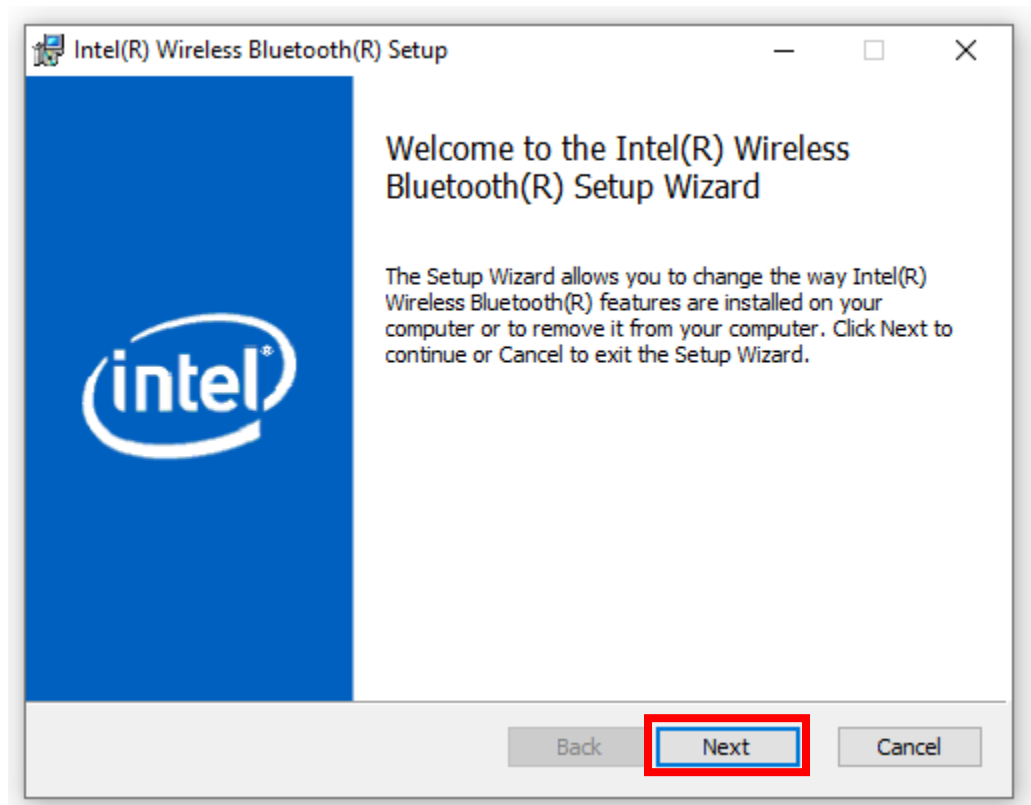 Intel(R) Wireless Bluetooth(R) Setup
Welcome to the Intel(R) Wireless
Bluetooth(R) Setup Wizard
The Setup Wizard allows you to change the way Intel(R)
Wireless Bluetooth(R) features are installed on your
computer or to remove it from your computer. Click Next to
continue or Cancel to exit the Setup Wizard.
intel®
Back Next Cancel